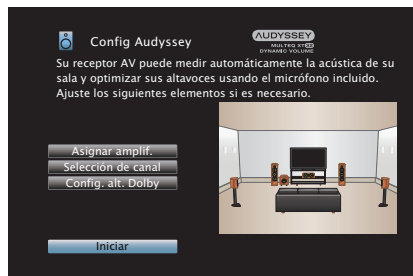 Config Audyssey
AUDYSSEY
MULTEQ XT32
DYNAMIC VOLUME
Su receptor AV puede medir automáticamente la acústica de su
sala y optimizar sus altavoces usando el micrófono incluido.
Ajuste los siguientes elementos si es necesario.
Asignar amplif.
Selección de canal
Config. alt. Dolby
Iniciar